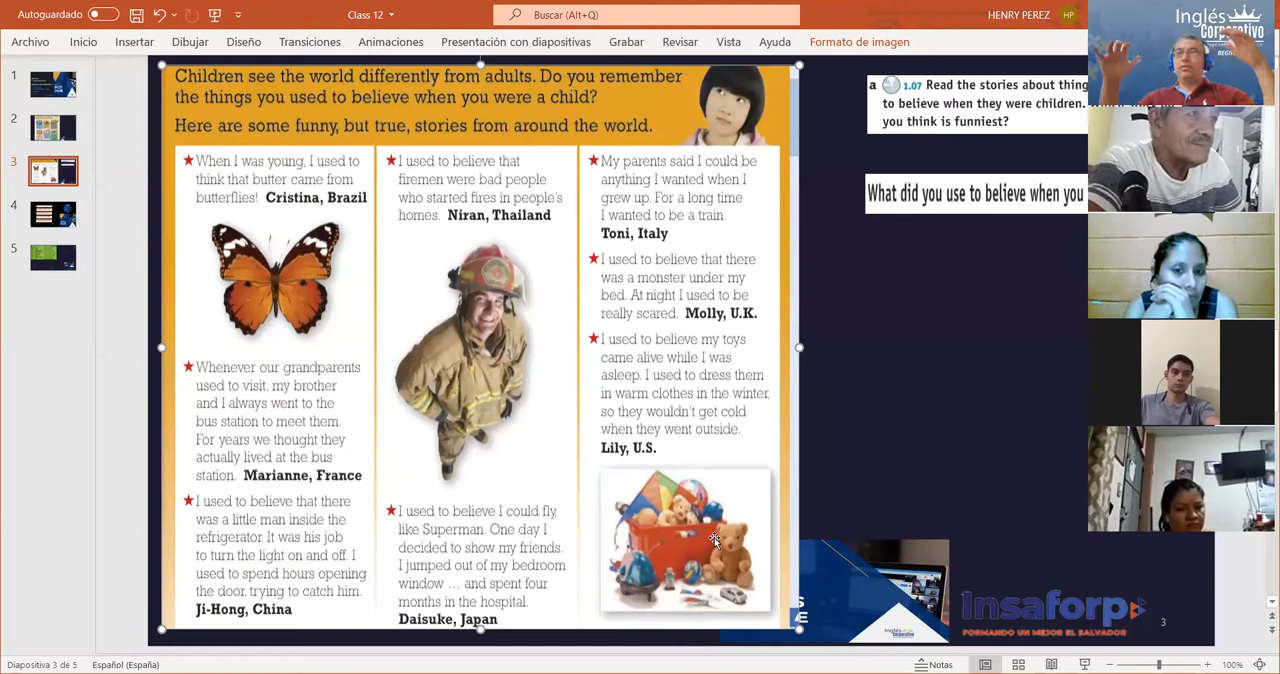 Autoguardado
Class 12
Buscar (Alt+Q)
HENRY PEREZ
HP
Archivo
Inicio
Insertar
Dibujar
Diseño
Transiciones
Animaciones
Presentación con diapositivas
Grabar
Revisar
Vista
Ayuda
Formato de imagen
Inglés
Corporativo
1
2
3
4
5
Children see the world differently from adults. Do you remember
the things you used to believe when you were a child?
Here are some funny, but true, stories from around the world.
When I was young, I used to
think that butter came from
butterflies! Cristina, Brazil
Whenever our grandparents
used to visit, my brother
and I always went to the
bus station to meet them.
For years we thought they
actually lived at the bus
station. Marianne, France
I used to believe that there
was a little man inside the
refrigerator. It was his job
to turn the light on and off. I
used to spend hours opening
the door, trying to catch him.
Ji-Hong, China
I used to believe that
firemen were bad people
who started fires in people's
homes. Niran, Thailand
I used to believe I could fly,
like Superman. One day I
decided to show my friends.
I jumped out of my bedroom
window ... and spent four
months in the hospital.
Daisuke, Japan
My parents said I could be
anything I wanted when I
grew up. For a long time
I wanted to be a train.
Toni, Italy
I used to believe that there
was a monster under my
bed. At night I used to be
really scared. Molly, U.K.
I used to believe my toys
came alive while I was
asleep. I used to dress them
in warm clothes in the winter,
so they wouldn't get cold
when they went outside.
Lily, U.S.
a 1.07 Read the stories about thing
to believe when they were children.
you think is funniest?
What did you use to believe when you
Insaforp
FORMANDO UN MEJOR EL SALVADOR
3
Diapositiva 3 de 5
Español (España)
Notas
100%